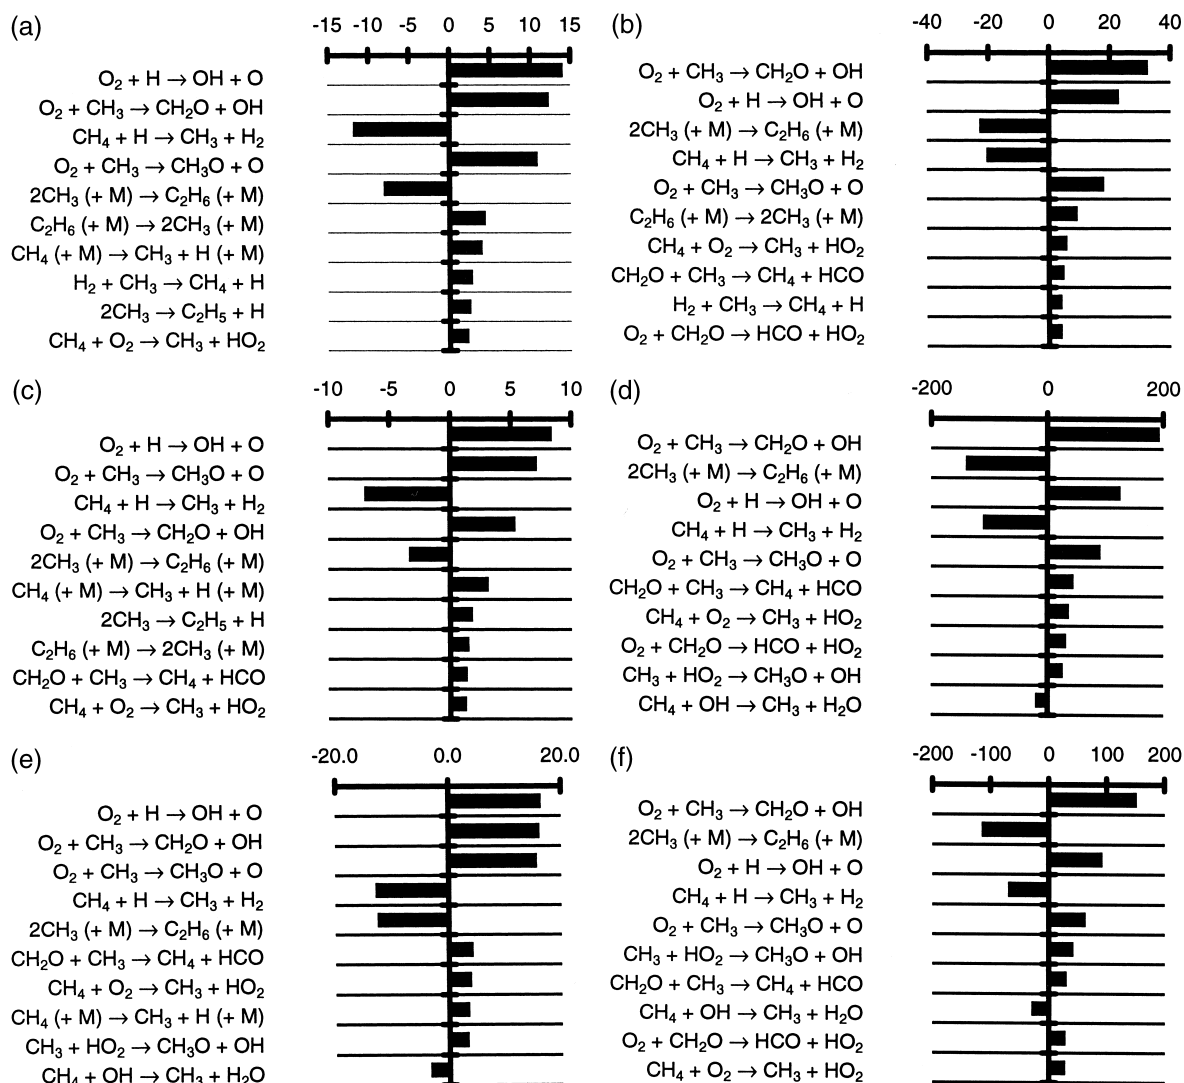 (a)
-15 -10 -5 0 5 10 15
O₂ + H → OH + O
O₂ + CH₃ → CH₂O + OH
CH₄ + H → CH₃ + H₂
O₂ + CH₃ → CH₃O + O
2CH₃ (+ M) → C₂H₆ (+ M)
C₂H₆ (+ M) → 2CH₃ (+ M)
CH₄ (+ M) → CH₃ + H (+ M)
H₂ + CH₃ → CH₄ + H
2CH₃ → C₂H₅ + H
CH₄ + O₂ → CH₃ + HO₂
(b)
-40 -20 0 20 40
O₂ + CH₃ → CH₂O + OH
O₂ + H → OH + O
2CH₃ (+ M) → C₂H₆ (+ M)
CH₄ + H → CH₃ + H₂
O₂ + CH₃ → CH₃O + O
C₂H₆ (+ M) → 2CH₃ (+ M)
CH₄ + O₂ → CH₃ + HO₂
CH₂O + CH₃ → CH₄ + HCO
H₂ + CH₃ → CH₄ + H
O₂ + CH₂O → HCO + HO₂
(c)
-10 -5 0 5 10
O₂ + H → OH + O
O₂ + CH₃ → CH₃O + O
CH₄ + H → CH₃ + H₂
O₂ + CH₃ → CH₂O + OH
2CH₃ (+ M) → C₂H₆ (+ M)
CH₄ (+ M) → CH₃ + H (+ M)
2CH₃ → C₂H₅ + H
C₂H₆ (+ M) → 2CH₃ (+ M)
CH₂O + CH₃ → CH₄ + HCO
CH₄ + O₂ → CH₃ + HO₂
(d)
-200 0 200
O₂ + CH₃ → CH₂O + OH
2CH₃ (+ M) → C₂H₆ (+ M)
O₂ + H → OH + O
CH₄ + H → CH₃ + H₂
O₂ + CH₃ → CH₃O + O
CH₂O + CH₃ → CH₄ + HCO
CH₄ + O₂ → CH₃ + HO₂
O₂ + CH₂O → HCO + HO₂
CH₃ + HO₂ → CH₃O + OH
CH₄ + OH → CH₃ + H₂O
(e)
-20.0 0.0 20.0
O₂ + H → OH + O
O₂ + CH₃ → CH₂O + OH
O₂ + CH₃ → CH₃O + O
CH₄ + H → CH₃ + H₂
2CH₃ (+ M) → C₂H₆ (+ M)
CH₂O + CH₃ → CH₄ + HCO
CH₄ + O₂ → CH₃ + HO₂
CH₄ (+ M) → CH₃ + H (+ M)
CH₃ + HO₂ → CH₃O + OH
CH₄ + OH → CH₃ + H₂O
(f)
-200 -100 0 100 200
O₂ + CH₃ → CH₂O + OH
2CH₃ (+ M) → C₂H₆ (+ M)
O₂ + H → OH + O
CH₄ + H → CH₃ + H₂
O₂ + CH₃ → CH₃O + O
CH₃ + HO₂ → CH₃O + OH
CH₂O + CH₃ → CH₄ + HCO
CH₄ + OH → CH₃ + H₂O
O₂ + CH₂O → HCO + HO₂
CH₄ + O₂ → CH₃ + HO₂